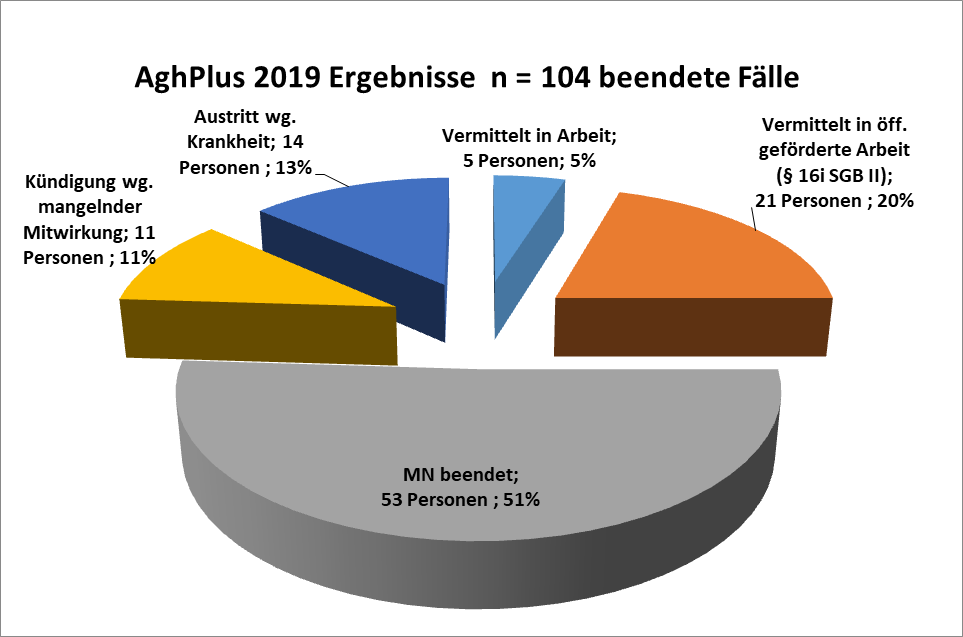 AghPlus 2019 Ergebnisse  n = 104 beendete Fälle
Austritt wg.
Krankheit; 14
Personen ; 13%
Vermittelt in Arbeit;
5 Personen; 5%
Vermittelt in öff.
geförderte Arbeit
(§ 16i SGB II);
21 Personen ; 20%
Kündigung wg.
mangelnder
Mitwirkung; 11
Personen ; 11%
MN beendet;
53 Personen ; 51%